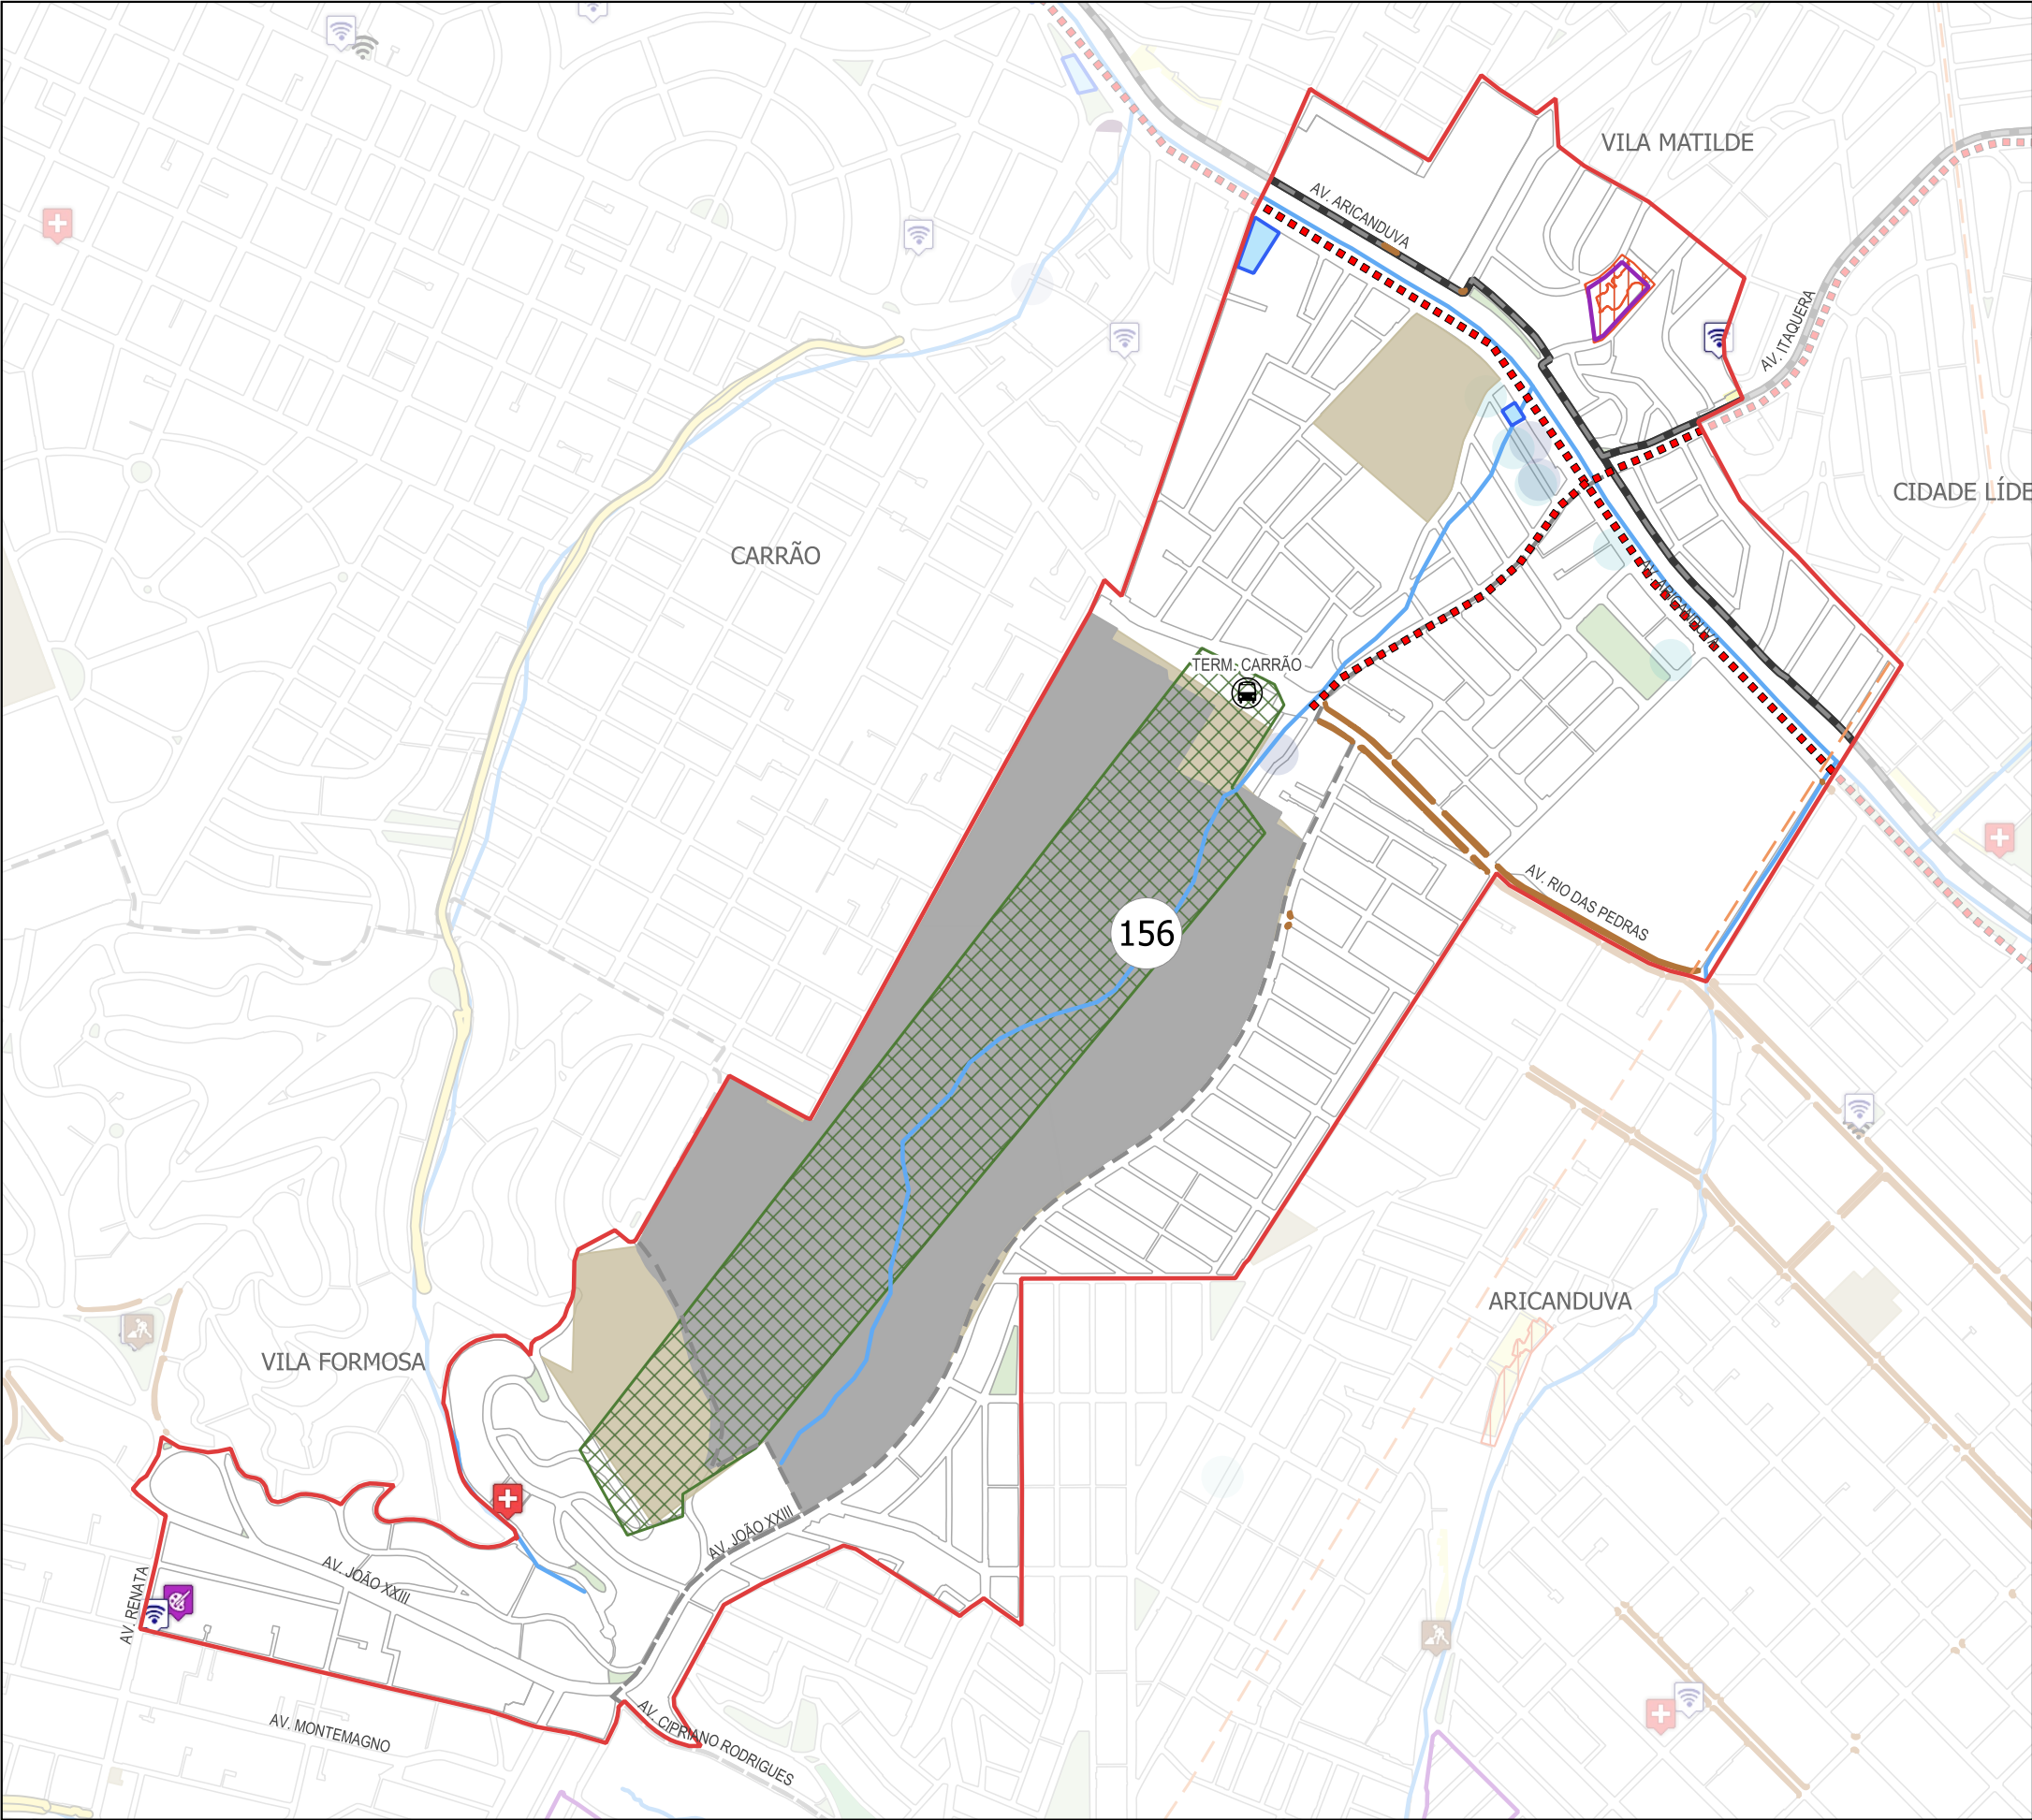 VILA MATILDE
AV. ARICANDUVA
AV. ITAQUERA
CIDADE LÍDE
CARRÃO
AV. ARICANDUVA
TERM. CARRÃO
AV. RIO DAS PEDRAS
156
ARICANDUVA
VILA FORMOSA
AV. JOÃO XXIII
AV. JOÃO XXIII
AV. RENATA
AV. MONTEMAGNO
AV. CIPRIANO RODRIGUES